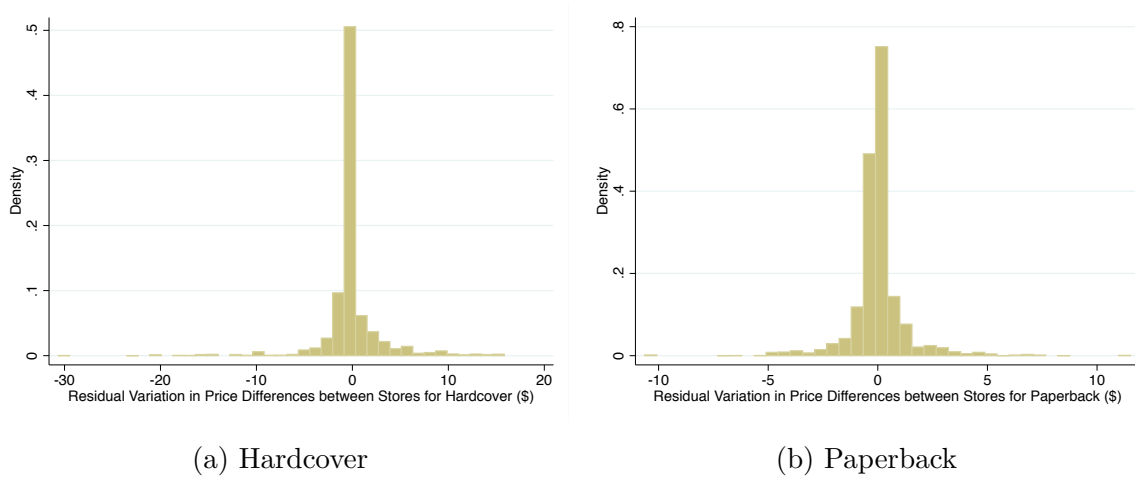 .5
.4
.3
.2
.1
0
Density
-30 -20 -10 0 10 20
Residual Variation in Price Differences between Stores for Hardcover ($)
(a) Hardcover
.8
.6
.4
.2
0
Density
-10 -5 0 5 10
Residual Variation in Price Differences between Stores for Paperback ($)
(b) Paperback